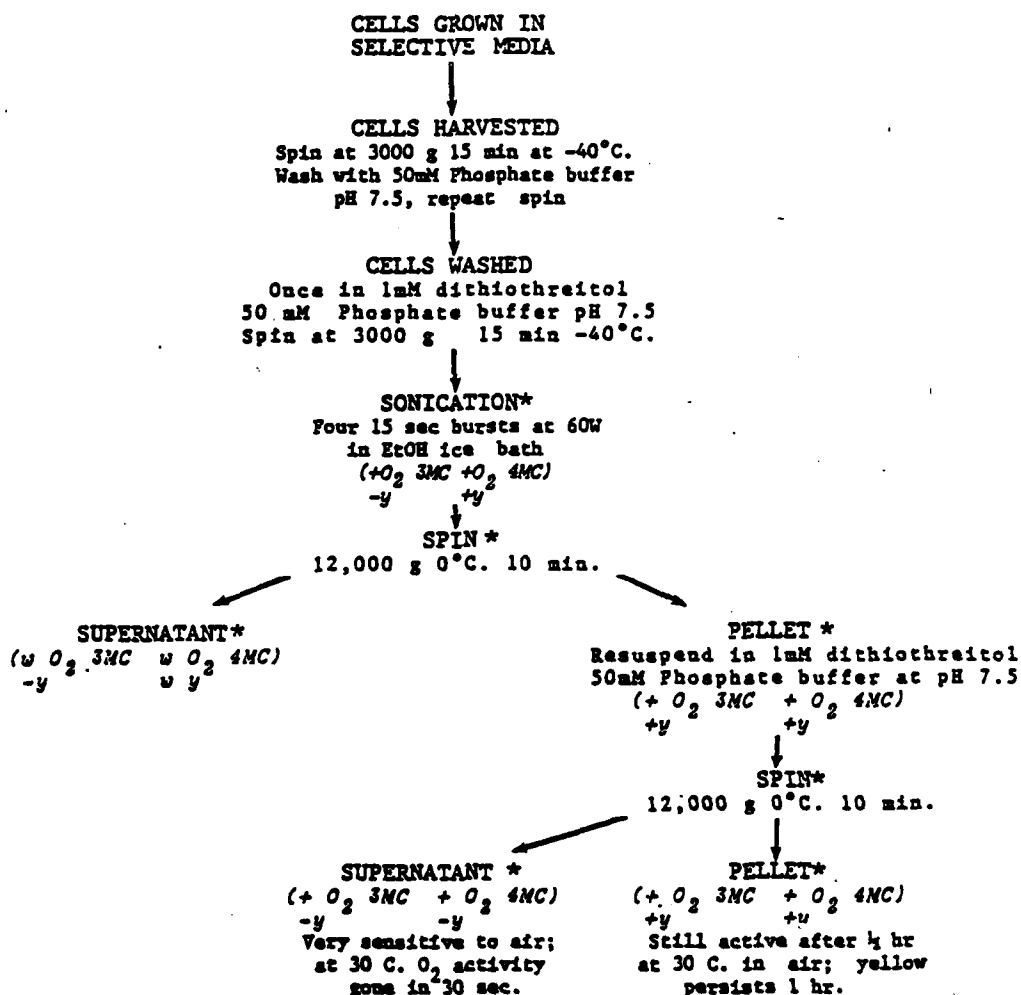 CELLS GROWN IN
SELECTIVE MEDIA
CELLS HARVESTED
Spin at 3000 g 15 min at -40°C.
Wash with 50mM Phosphate buffer
pH 7.5, repeat spin
CELLS WASHED
Once in 1mM dithiothreitol
50 mM Phosphate buffer pH 7.5
Spin at 3000 g 15 min -40°C.
SONICATION*
Four 15 sec bursts at 60W
in EtOH ice bath
(+O2 3MC +O2 4MC)
-y +y
SPIN *
12,000 g 0°C. 10 min.
SUPERNATANT*
(w O2 3MC w O2 4MC)
-y w y
PELLET *
Resuspend in 1mM dithiothreitol
50mM Phosphate buffer at pH 7.5
(+ O2 3MC + O2 4MC)
+y +y
SPIN*
12,000 g 0°C. 10 min.
SUPERNATANT *
(+ O2 3MC + O2 4MC)
-y -y
Very sensitive to air;
at 30 C. O2 activity
gone in 30 sec.
PELLET*
(+ O2 3MC + O2 4MC)
+y
Still active after hr
at 30 C. in air; yellow
persists 1 hr.